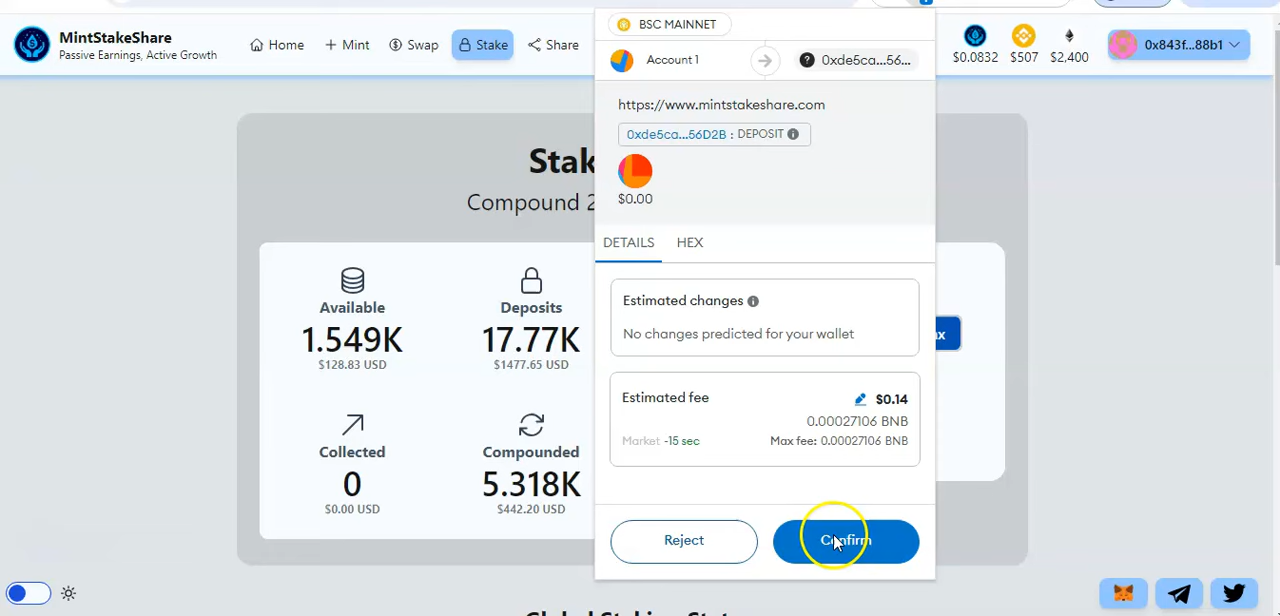 MintStakeShare
Passive Earnings, Active Growth
Home
Mint
Swap
Stake
Share
$0.0832
$507
$2,400
0x843f...88b1
BSC MAINNET
Account 1
0xde5ca...56...
https://www.mintstakeshare.com
0xde5ca...56D2B : DEPOSIT
$0.00
DETAILS
HEX
Estimated changes
No changes predicted for your wallet
Estimated fee
$0.14
0.00027106 BNB
Market ~15 sec
Max fee: 0.00027106 BNB
Reject
Confirm
Stak
Compound 2
Available
1.549K
$128.83 USD
Deposits
17.77K
$1477.65 USD
Collected
0
$0.00 USD
Compounded
5.318K
$442.20 USD